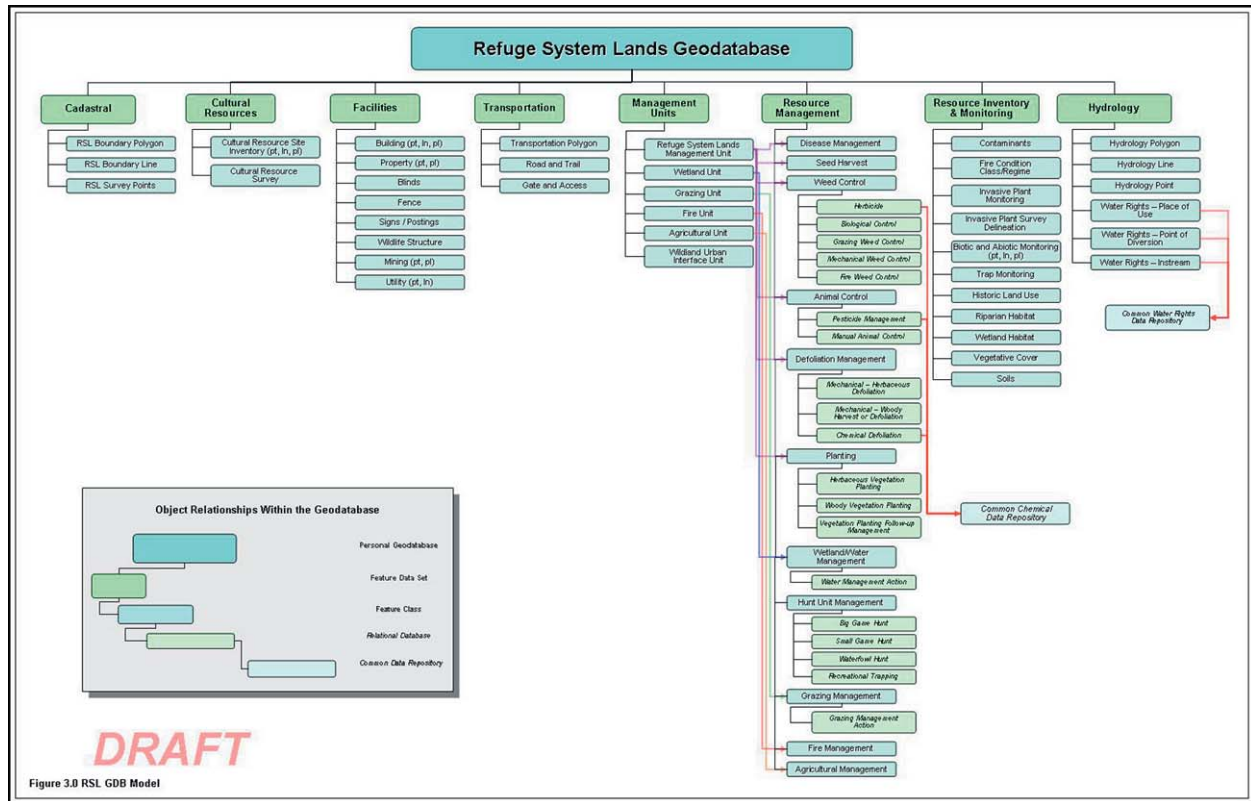 Refuge System Lands Geodatabase
Cadastral
RSL Boundary Polygon
RSL Boundary Line
RSL Survey Points
Cultural
Resources
Cultural Resource Site
Inventory (pt, ln, pl)
Cultural Resource
Survey
Facilities
Building (pt, ln, pl)
Property (pt, pl)
Blinds
Fence
Signs / Postings
Wildlife Structure
Mining (pt, pl)
Utility (pt, ln)
Transportation
Transportation Polygon
Road and Trail
Gate and Access
Management
Units
Refuge System Lands
Management Unit
Wetland Unit
Grazing Unit
Fire Unit
Agricultural Unit
Wildland Urban
Interface Unit
Resource
Management
Disease Management
Seed Harvest
Weed Control
Herbicide
Biological Control
Grazing Weed Control
Mechanical Weed Control
Fire Weed Control
Animal Control
Pesticide Management
Manual Animal Control
Defoliation Management
Mechanical – Herbaceous
Defoliation
Mechanical – Woody
Harvest or Defoliation
Chemical Defoliation
Planting
Herbaceous Vegetation
Planting
Woody Vegetation Planting
Vegetation Planting Follow-up
Management
Wetland/Water
Management
Water Management Action
Hunt Unit Management
Big Game Hunt
Small Game Hunt
Waterfowl Hunt
Recreational Trapping
Grazing Management
Grazing Management
Action
Fire Management
Agricultural Management
Resource Inventory
& Monitoring
Contaminants
Fire Condition
Class/Regime
Invasive Plant
Monitoring
Invasive Plant Survey
Delineation
Biotic and Abiotic Monitoring
(pt, ln, pl)
Trap Monitoring
Historic Land Use
Riparian Habitat
Wetland Habitat
Vegetative Cover
Soils
Hydrology
Hydrology Polygon
Hydrology Line
Hydrology Point
Water Rights – Place of
Use
Water Rights – Point of
Diversion
Water Rights – Instream
Common Water Rights
Data Repository
Common Chemical
Data Repository
Object Relationships Within the Geodatabase
Personal Geodatabase
Feature Data Set
Feature Class
Relational Database
Common Data Repository
DRAFT
Figure 3.0 RSL GDB Model